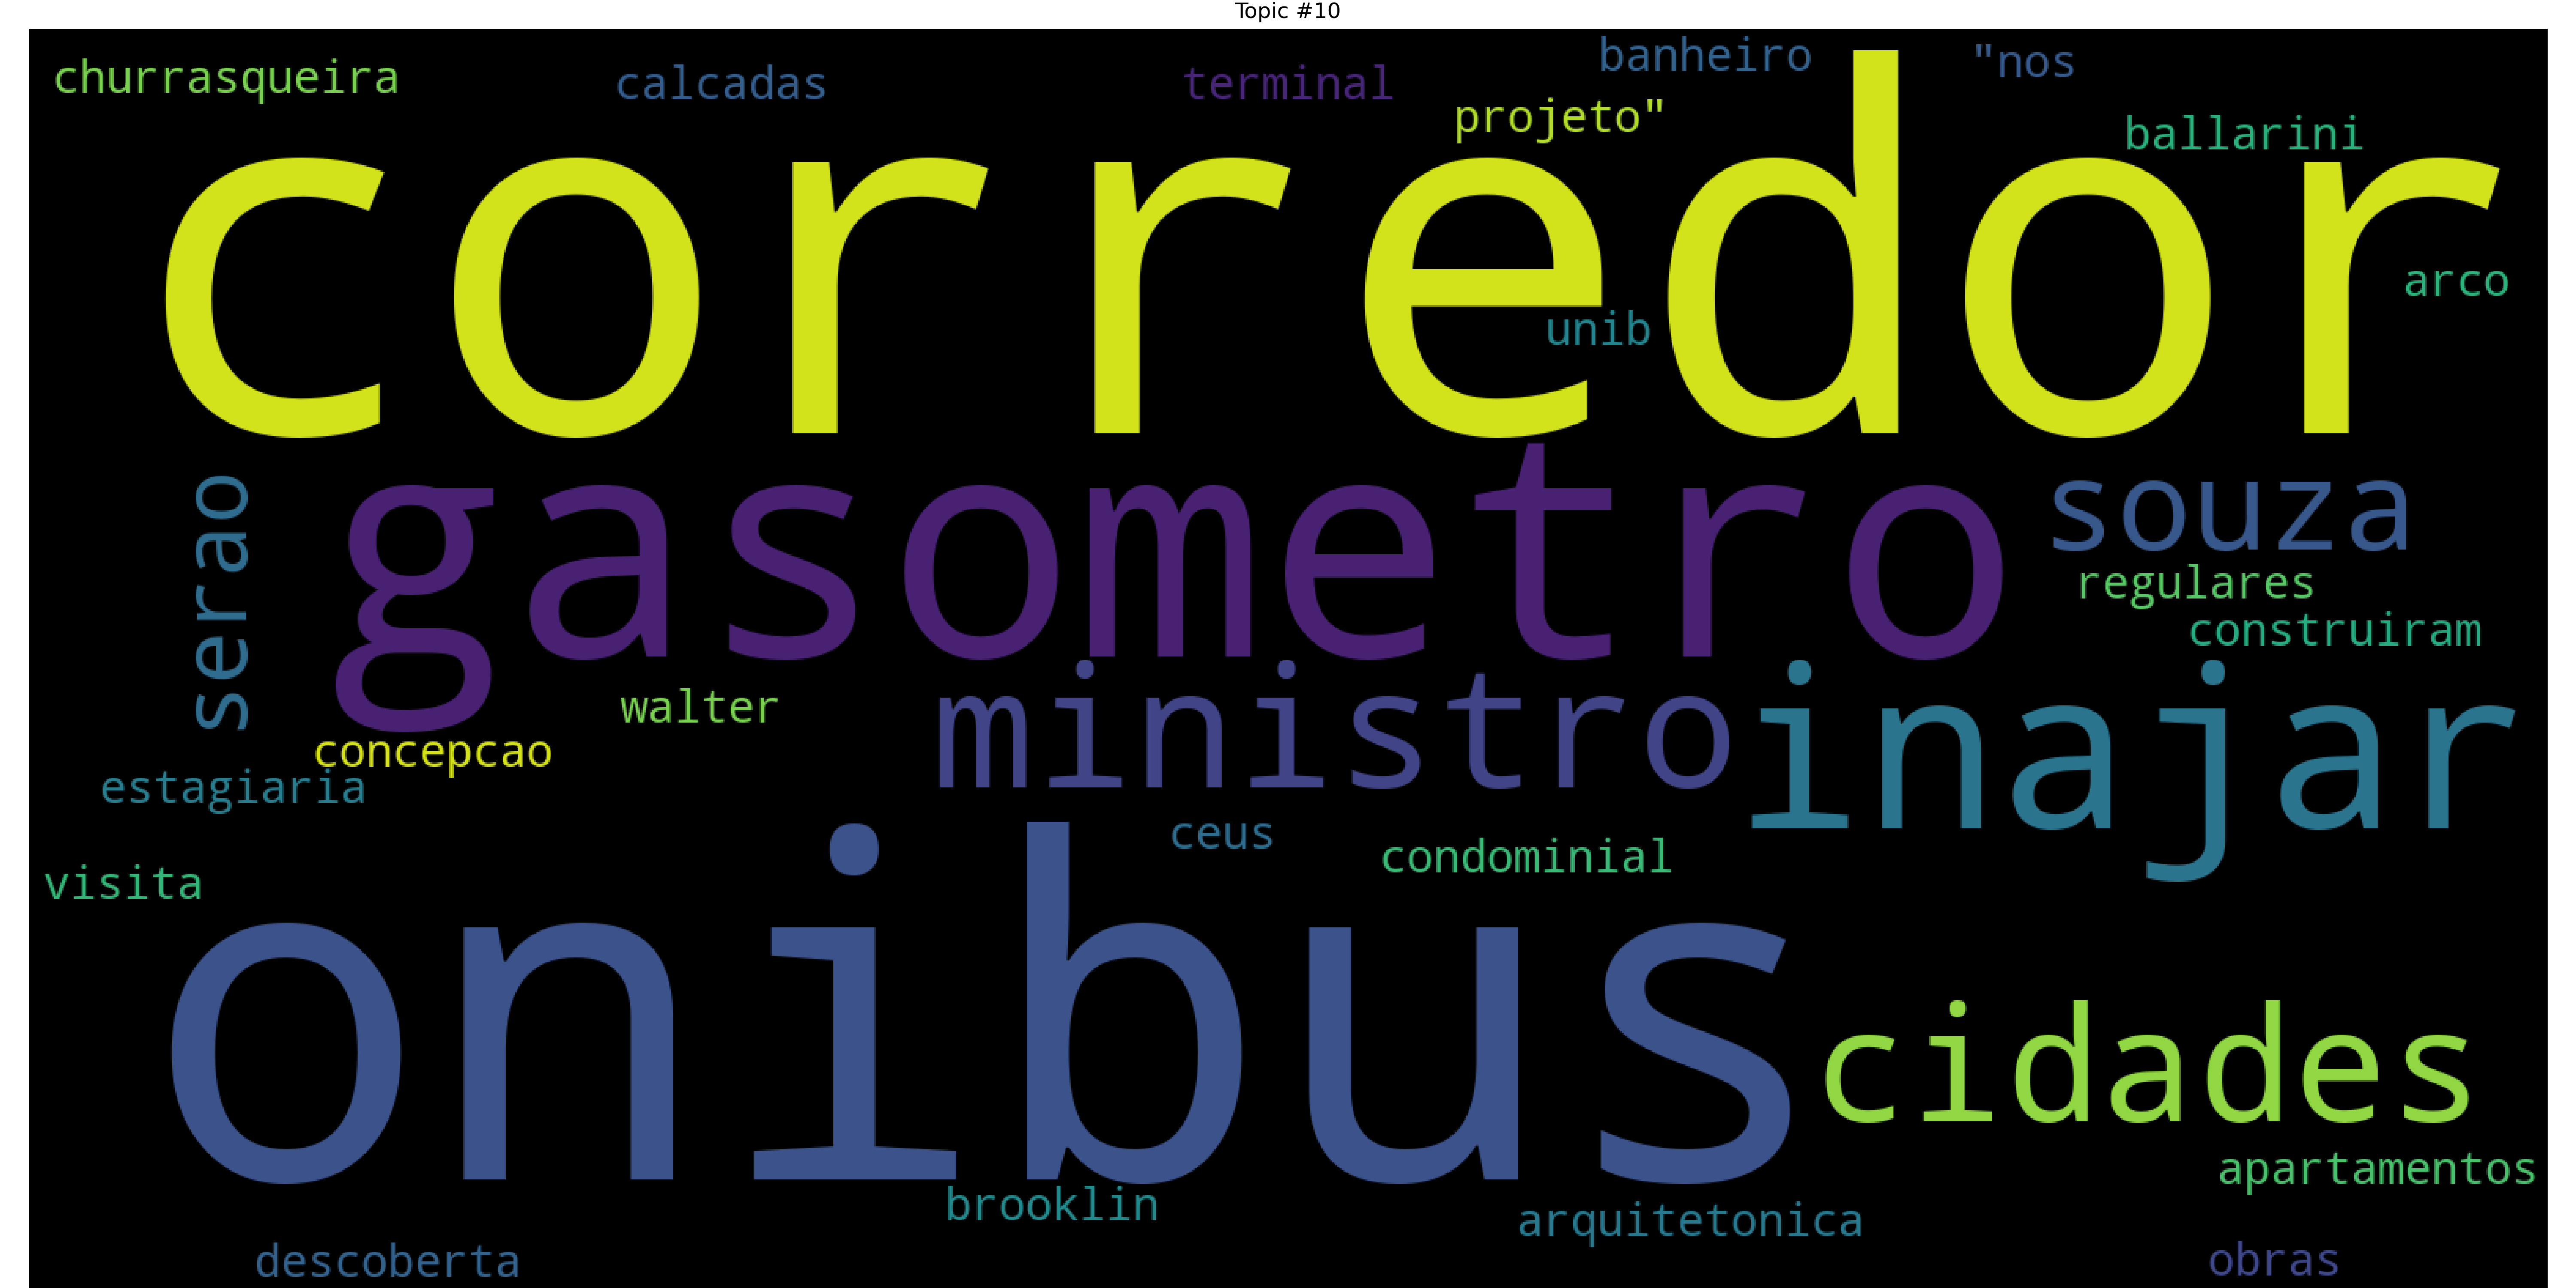 Topic #10
churrasqueira
calcadas
terminal
banheiro
"nos
projeto"
ballarini
corredor
arco
unib
gasometro
souza
serao
regulares
construiram
walter
ministro
inajar
concepcao
estagiaria
ceus
condominial
visita
onibus
cidades
apartamentos
brooklin
arquitetonica
descoberta
obras